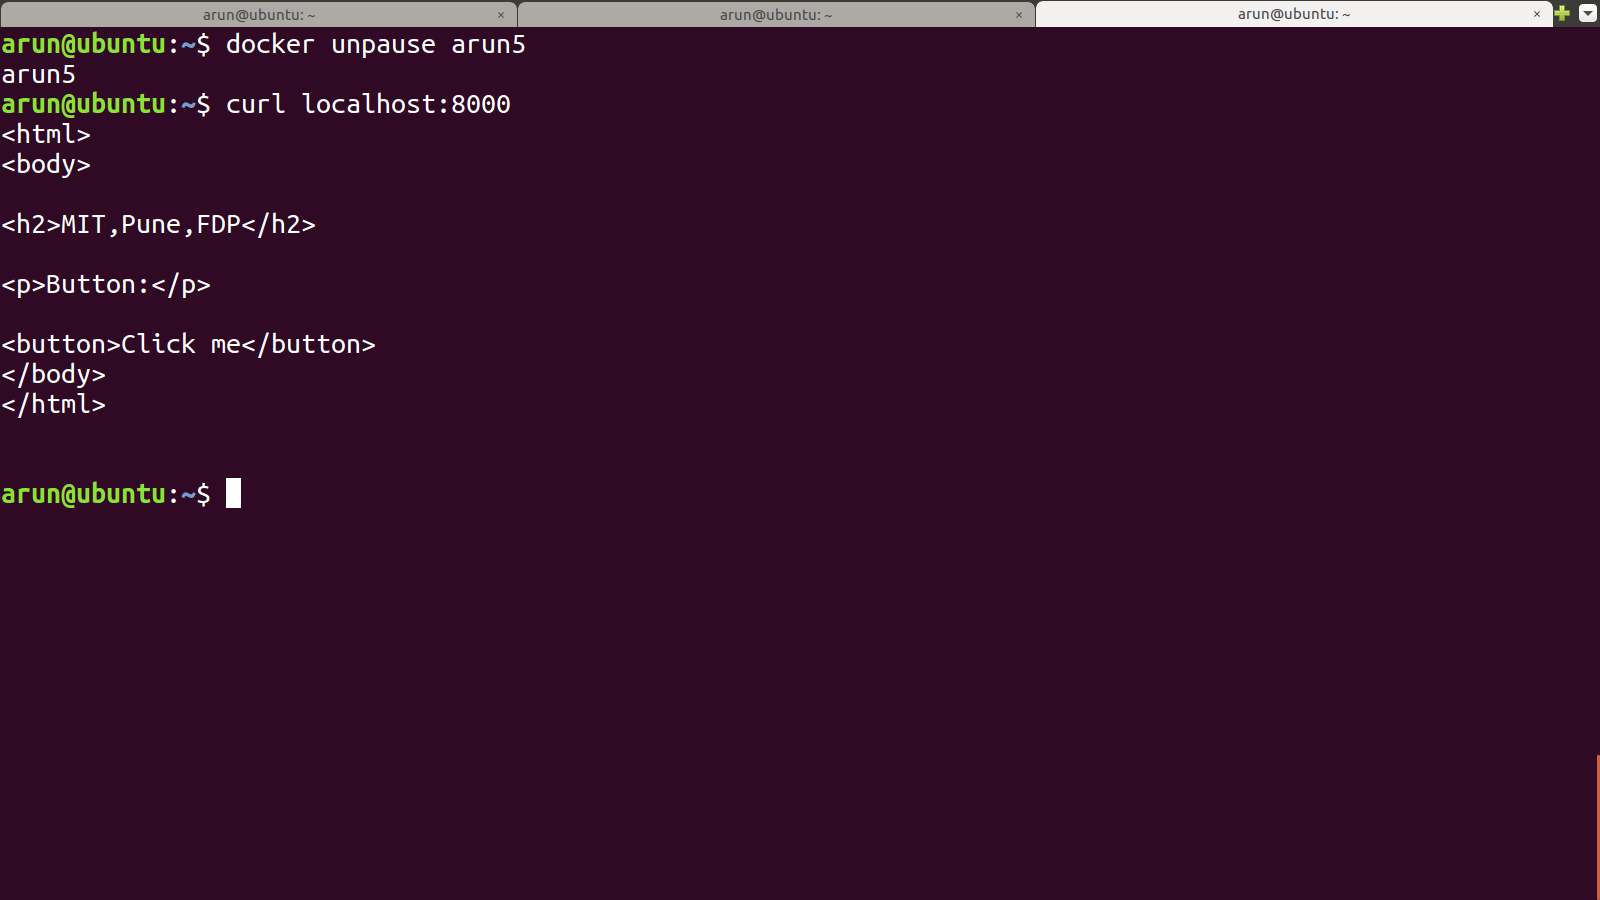 arun@ubuntu: ~ × arun@ubuntu: ~ × arun@ubuntu: ~ ×
arun@ubuntu:~$ docker unpause arun5
arun5
arun@ubuntu:~$ curl localhost:8000
<html>
<body>
<h2>MIT,Pune,FDP</h2>
<p>Button:</p>
<button>Click me</button>
</body>
</html>
arun@ubuntu:~$